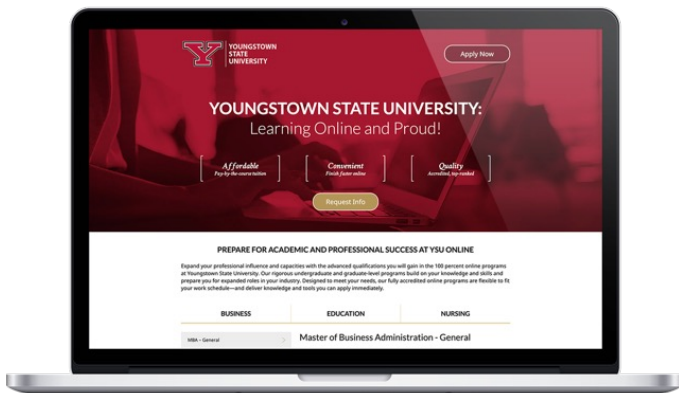 YOUNGSTOWN
STATE
UNIVERSITY
Apply Now
YOUNGSTOWN STATE UNIVERSITY:
Learning Online and Proud!
Affordable
Pay-by-the-course tuition
Convenient
Finish faster online
Quality
Accredited, top-ranked
Request Info
PREPARE FOR ACADEMIC AND PROFESSIONAL SUCCESS AT YSU ONLINE
Expand your professional influence and capacities with the advanced qualifications you will gain in the 100 percent online programs
at Youngstown State University. Our rigorous undergraduate and graduate-level programs build on your knowledge and skills and
prepare you for expanded roles in your industry. Designed to meet your needs, our fully accredited online programs are flexible to fit
your work schedule—and deliver knowledge and tools you can apply immediately.
BUSINESS
EDUCATION
NURSING
MBA – General
Master of Business Administration - General